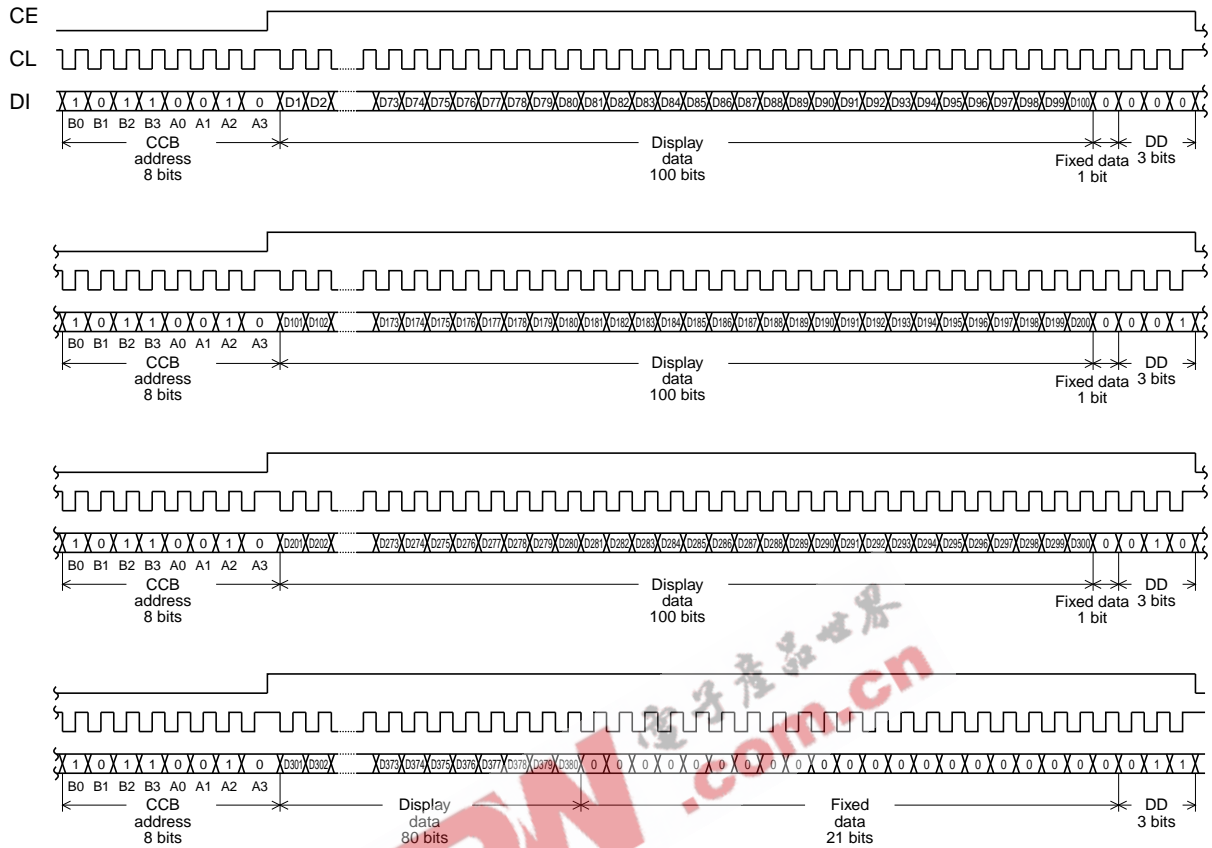 CE
CL
DI 1 0 1 1 0 0 1 0 D1 D2 D73 D74 D75 D76 D77 D78 D79 D80 D81 D82 D83 D84 D85 D86 D87 D88 D89 D90 D91 D92 D93 D94 D95 D96 D97 D98 D99 D100 0 0 0 0
B0 B1 B2 B3 A0 A1 A2 A3
CCB address 8 bits
Display data 100 bits
Fixed data 1 bit
DD 3 bits
1 0 1 1 0 0 1 0 D101 D102 D173 D174 D175 D176 D177 D178 D179 D180 D181 D182 D183 D184 D185 D186 D187 D188 D189 D190 D191 D192 D193 D194 D195 D196 D197 D198 D199 D200 0 0 0 1
B0 B1 B2 B3 A0 A1 A2 A3
CCB address 8 bits
Display data 100 bits
Fixed data 1 bit
DD 3 bits
1 0 1 1 0 0 1 0 D201 D202 D273 D274 D275 D276 D277 D278 D279 D280 D281 D282 D283 D284 D285 D286 D287 D288 D289 D290 D291 D292 D293 D294 D295 D296 D297 D298 D299 D300 0 0 1 0
B0 B1 B2 B3 A0 A1 A2 A3
CCB address 8 bits
Display data 100 bits
Fixed data 1 bit
DD 3 bits
電子產品世界
.com.cn
1 0 1 1 0 0 1 0 D301 D302 D373 D374 D375 D376 D377 D378 D379 D380 0 0 0 0 0 0 0 0 0 0 0 0 0 0 0 0 0 0 0 0 0 0 1 1
B0 B1 B2 B3 A0 A1 A2 A3
CCB address 8 bits
Display data 80 bits
Fixed data 21 bits
DD 3 bits